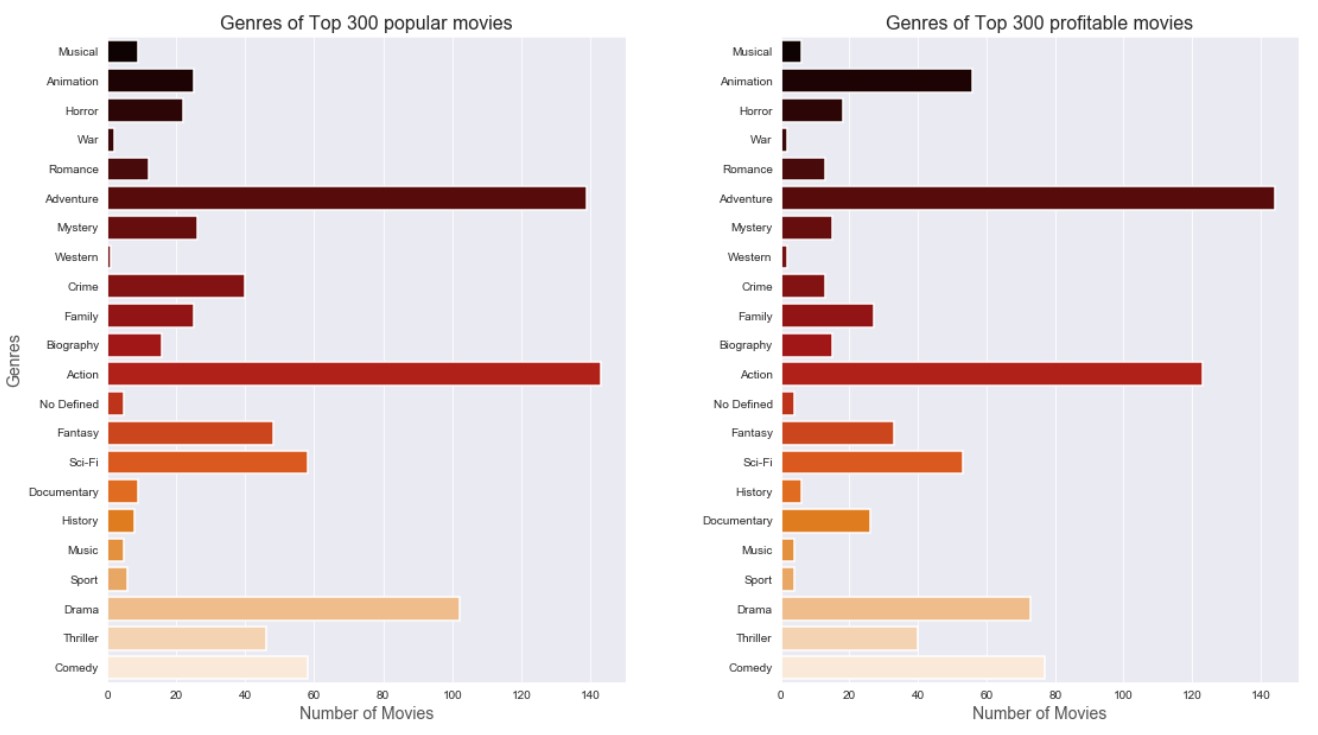 Genres of Top 300 popular movies
Genres
Musical
Animation
Horror
War
Romance
Adventure
Mystery
Western
Crime
Family
Biography
Action
No Defined
Fantasy
Sci-Fi
Documentary
History
Music
Sport
Drama
Thriller
Comedy
0 20 40 60 80 100 120 140
Number of Movies
Genres of Top 300 profitable movies
Musical
Animation
Horror
War
Romance
Adventure
Mystery
Western
Crime
Family
Biography
Action
No Defined
Fantasy
Sci-Fi
History
Documentary
Music
Sport
Drama
Thriller
Comedy
0 20 40 60 80 100 120 140
Number of Movies